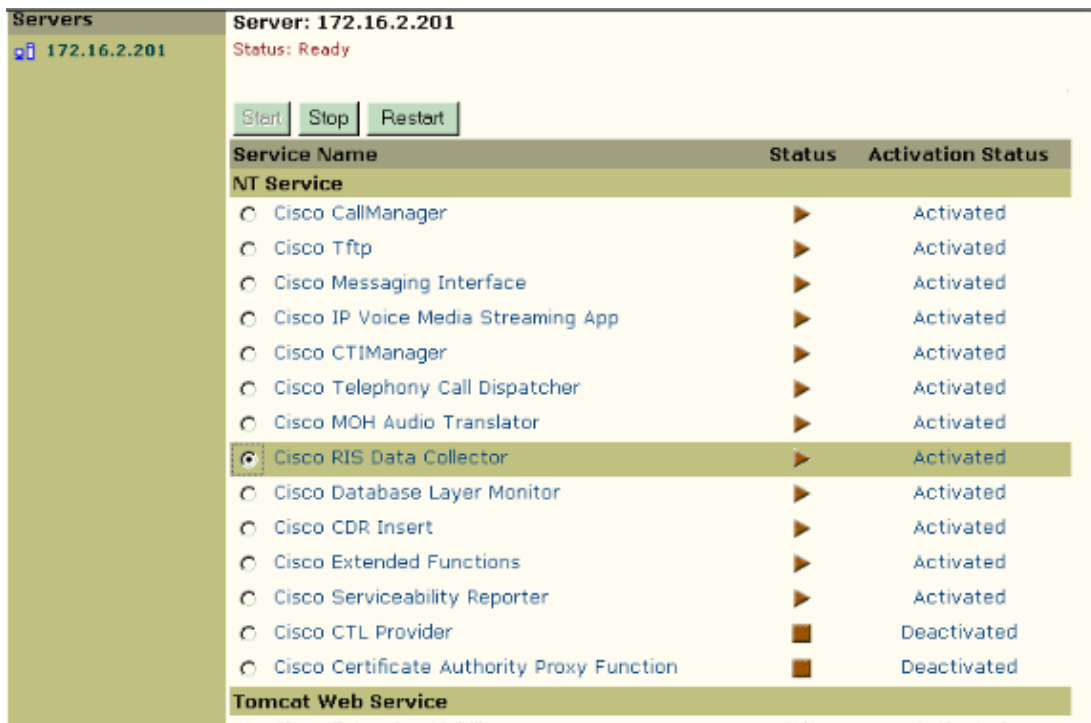 Servers
172.16.2.201
Server: 172.16.2.201
Status: Ready
Start Stop Restart
Service Name Status Activation Status
NT Service
Cisco CallManager Activated
Cisco Tftp Activated
Cisco Messaging Interface Activated
Cisco IP Voice Media Streaming App Activated
Cisco CTIManager Activated
Cisco Telephony Call Dispatcher Activated
Cisco MOH Audio Translator Activated
Cisco RIS Data Collector Activated
Cisco Database Layer Monitor Activated
Cisco CDR Insert Activated
Cisco Extended Functions Activated
Cisco Serviceability Reporter Activated
Cisco CTL Provider Deactivated
Cisco Certificate Authority Proxy Function Deactivated
Tomcat Web Service